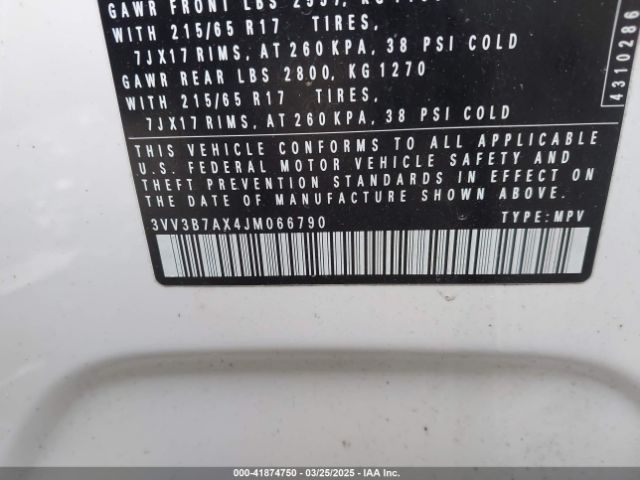 GAWR FRONT LBS
WITH 215/65 R17 TIRES,
7JX17 RIMS, AT 260 KPA, 38 PSI COLD
GAWR REAR LBS 2800, KG 1270
WITH 215/65 R17 TIRES,
7JX17 RIMS, AT 260 KPA, 38 PSI COLD
THIS VEHICLE CONFORMS TO ALL APPLICABLE
U.S. FEDERAL MOTOR VEHICLE SAFETY AND
THEFT PREVENTION STANDARDS IN EFFECT ON
THE DATE OF MANUFACTURE SHOWN ABOVE.
3VV3B7AX4JM066790 TYPE: MPV
4310286
000-41874750 | 03/25/2025 | IAA Inc.